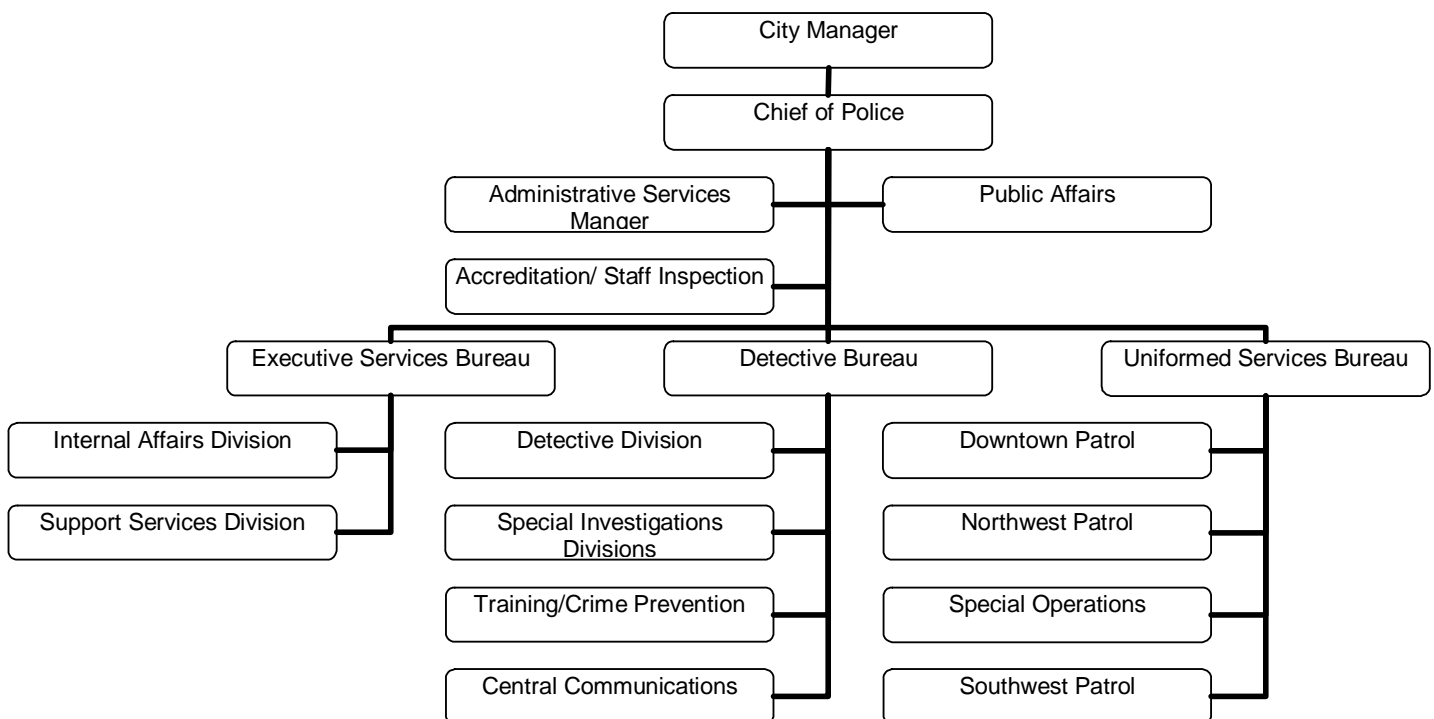 City Manager
Chief of Police
Administrative Services
Manger
Public Affairs
Accreditation/ Staff Inspection
Executive Services Bureau
Detective Bureau
Uniformed Services Bureau
Internal Affairs Division
Detective Division
Downtown Patrol
Support Services Division
Special Investigations
Divisions
Northwest Patrol
Training/Crime Prevention
Special Operations
Central Communications
Southwest Patrol